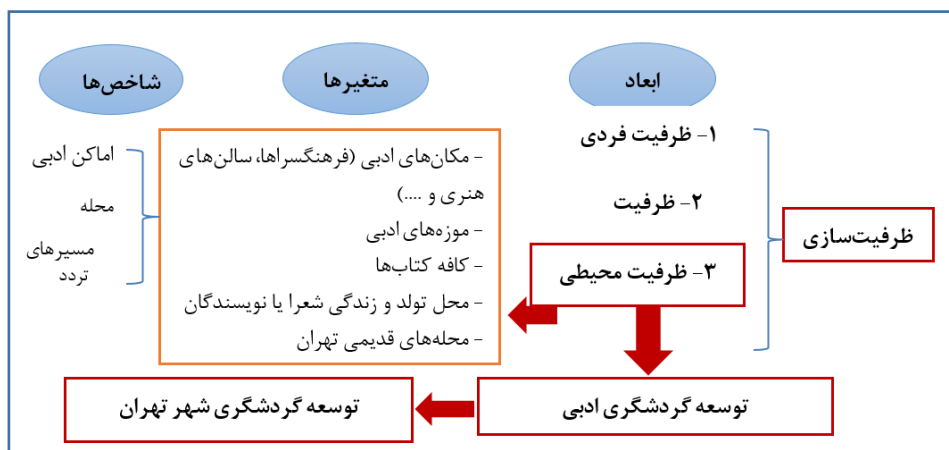 ابعاد
متغیرها
شاخص‌ها
ظرفیت‌سازی
۱- ظرفیت فردی
۲- ظرفیت
۳- ظرفیت محیطی
- مکان‌های ادبی (فرهنگسراها، سالن‌های
هنری و ....)
- موزه‌های ادبی
- کافه کتاب‌ها
- محل تولد و زندگی شعرا یا نویسندگان
- محله‌های قدیمی تهران
اماکن ادبی
محله
مسیرهای
تردد
توسعه گردشگری ادبی
توسعه گردشگری شهر تهران